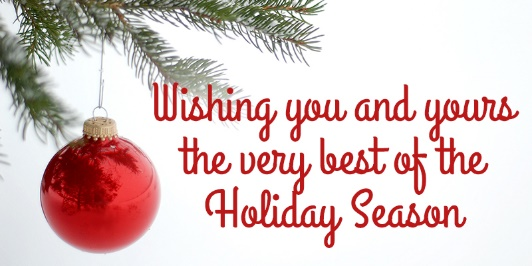 Wishing you and yours
the very best of the
Holiday Season